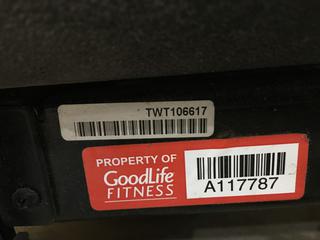 TWT106617
PROPERTY OF
GoodLife
FITNESS
A117787